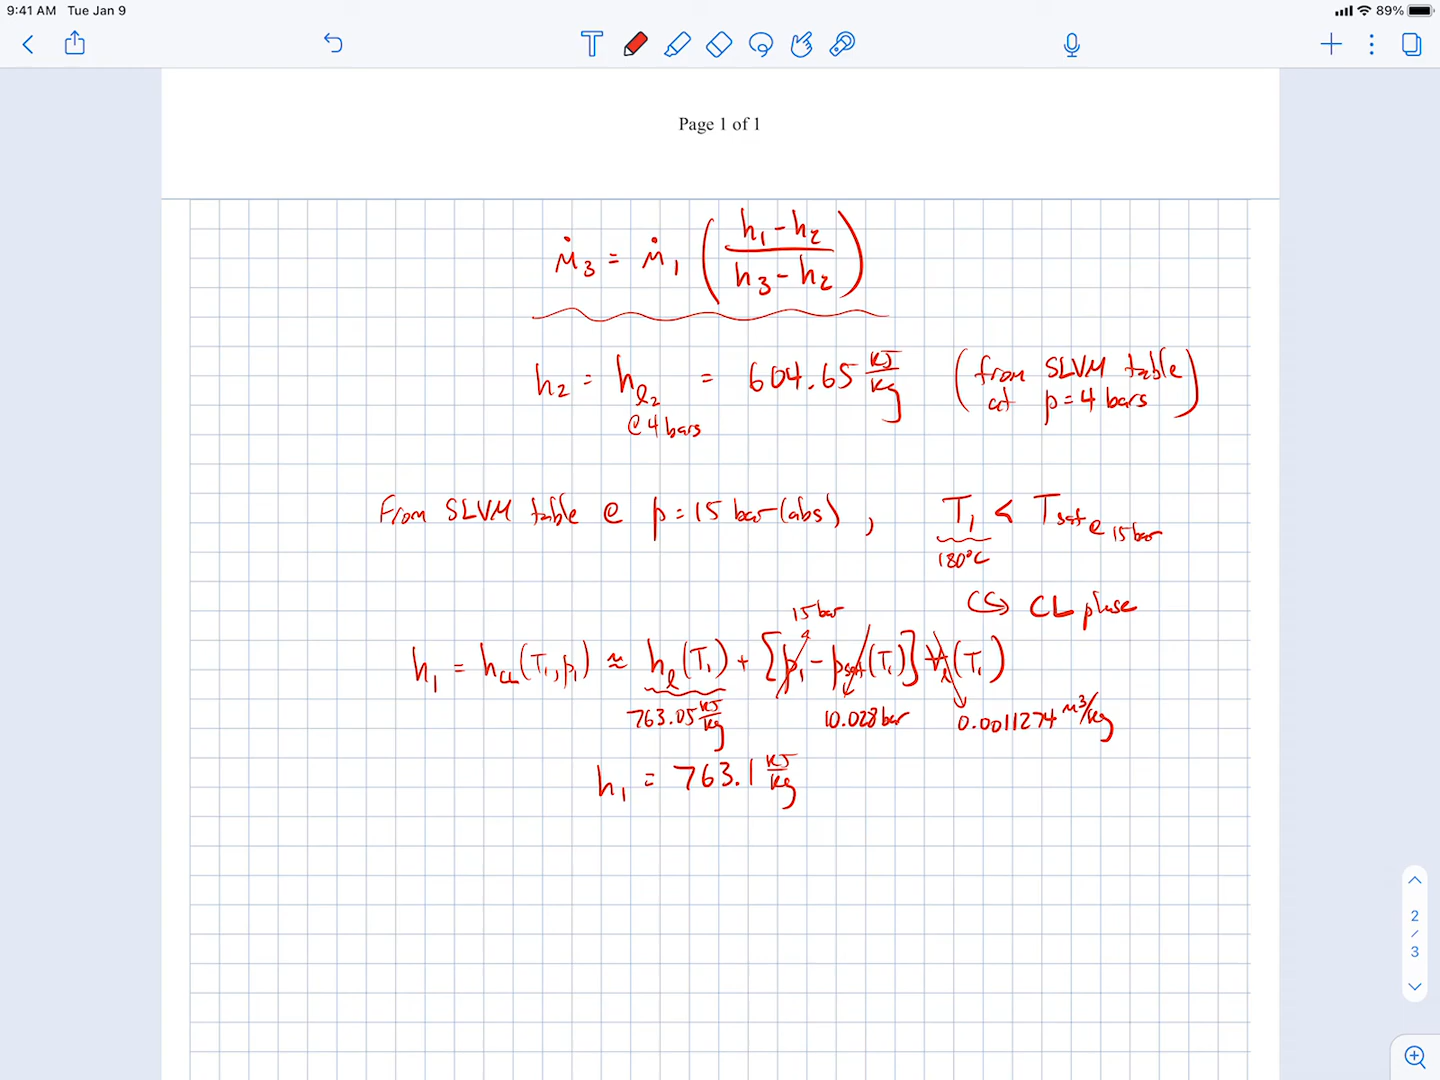 9:41 AM Tue Jan 9 89%
Page 1 of 1
ṁ₃ = ṁ₁ ( (h₁ - h₂) / (h₃ - h₂) )
h₂ = hℓ₂ @ 4 bars = 604.65 kJ/kg (from SLVM table at p = 4 bars)
From SLVM table @ p = 15 bar (abs), T₁ < Tsat @ 15 bar
180°C
↪ CL phase
15 bar
h₁ = hCL(T₁, p₁) ≈ hℓ(T₁) + [p₁ - psat(T₁)] Vℓ(T₁)
763.05 kJ/kg 10.028 bar 0.0011274 m³/kg
h₁ = 763.1 kJ/kg
2
/
3